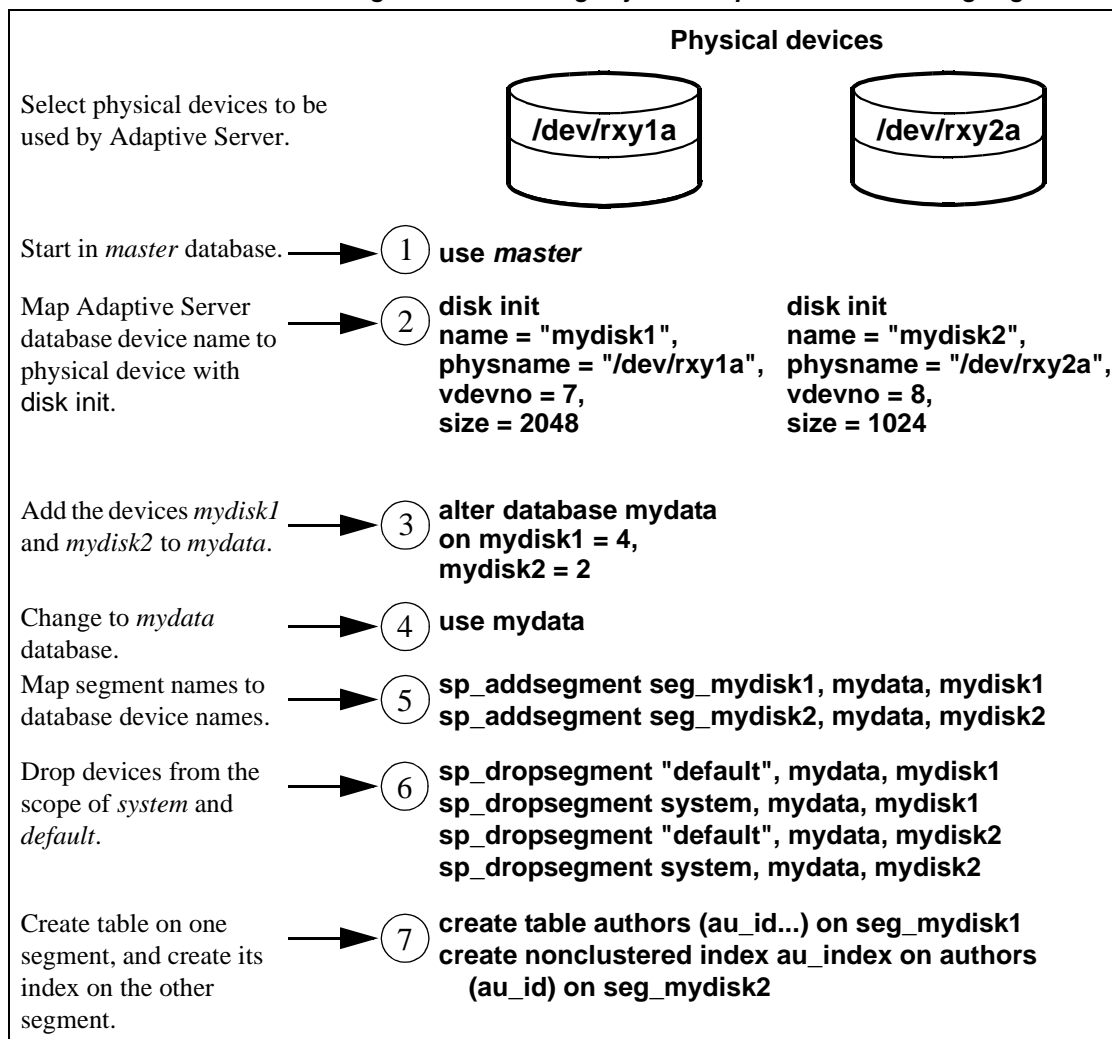 Physical devices
Select physical devices to be
used by Adaptive Server.
/dev/rxy1a
/dev/rxy2a
Start in master database.
1
use master
Map Adaptive Server
database device name to
physical device with
disk init.
2
disk init
name = "mydisk1",
physname = "/dev/rxy1a",
vdevno = 7,
size = 2048
disk init
name = "mydisk2",
physname = "/dev/rxy2a",
vdevno = 8,
size = 1024
Add the devices mydisk1
and mydisk2 to mydata.
3
alter database mydata
on mydisk1 = 4,
mydisk2 = 2
Change to mydata
database.
4
use mydata
Map segment names to
database device names.
5
sp_addsegment seg_mydisk1, mydata, mydisk1
sp_addsegment seg_mydisk2, mydata, mydisk2
Drop devices from the
scope of system and
default.
6
sp_dropsegment "default", mydata, mydisk1
sp_dropsegment system, mydata, mydisk1
sp_dropsegment "default", mydata, mydisk2
sp_dropsegment system, mydata, mydisk2
Create table on one
segment, and create its
index on the other
segment.
7
create table authors (au_id...) on seg_mydisk1
create nonclustered index au_index on authors
(au_id) on seg_mydisk2